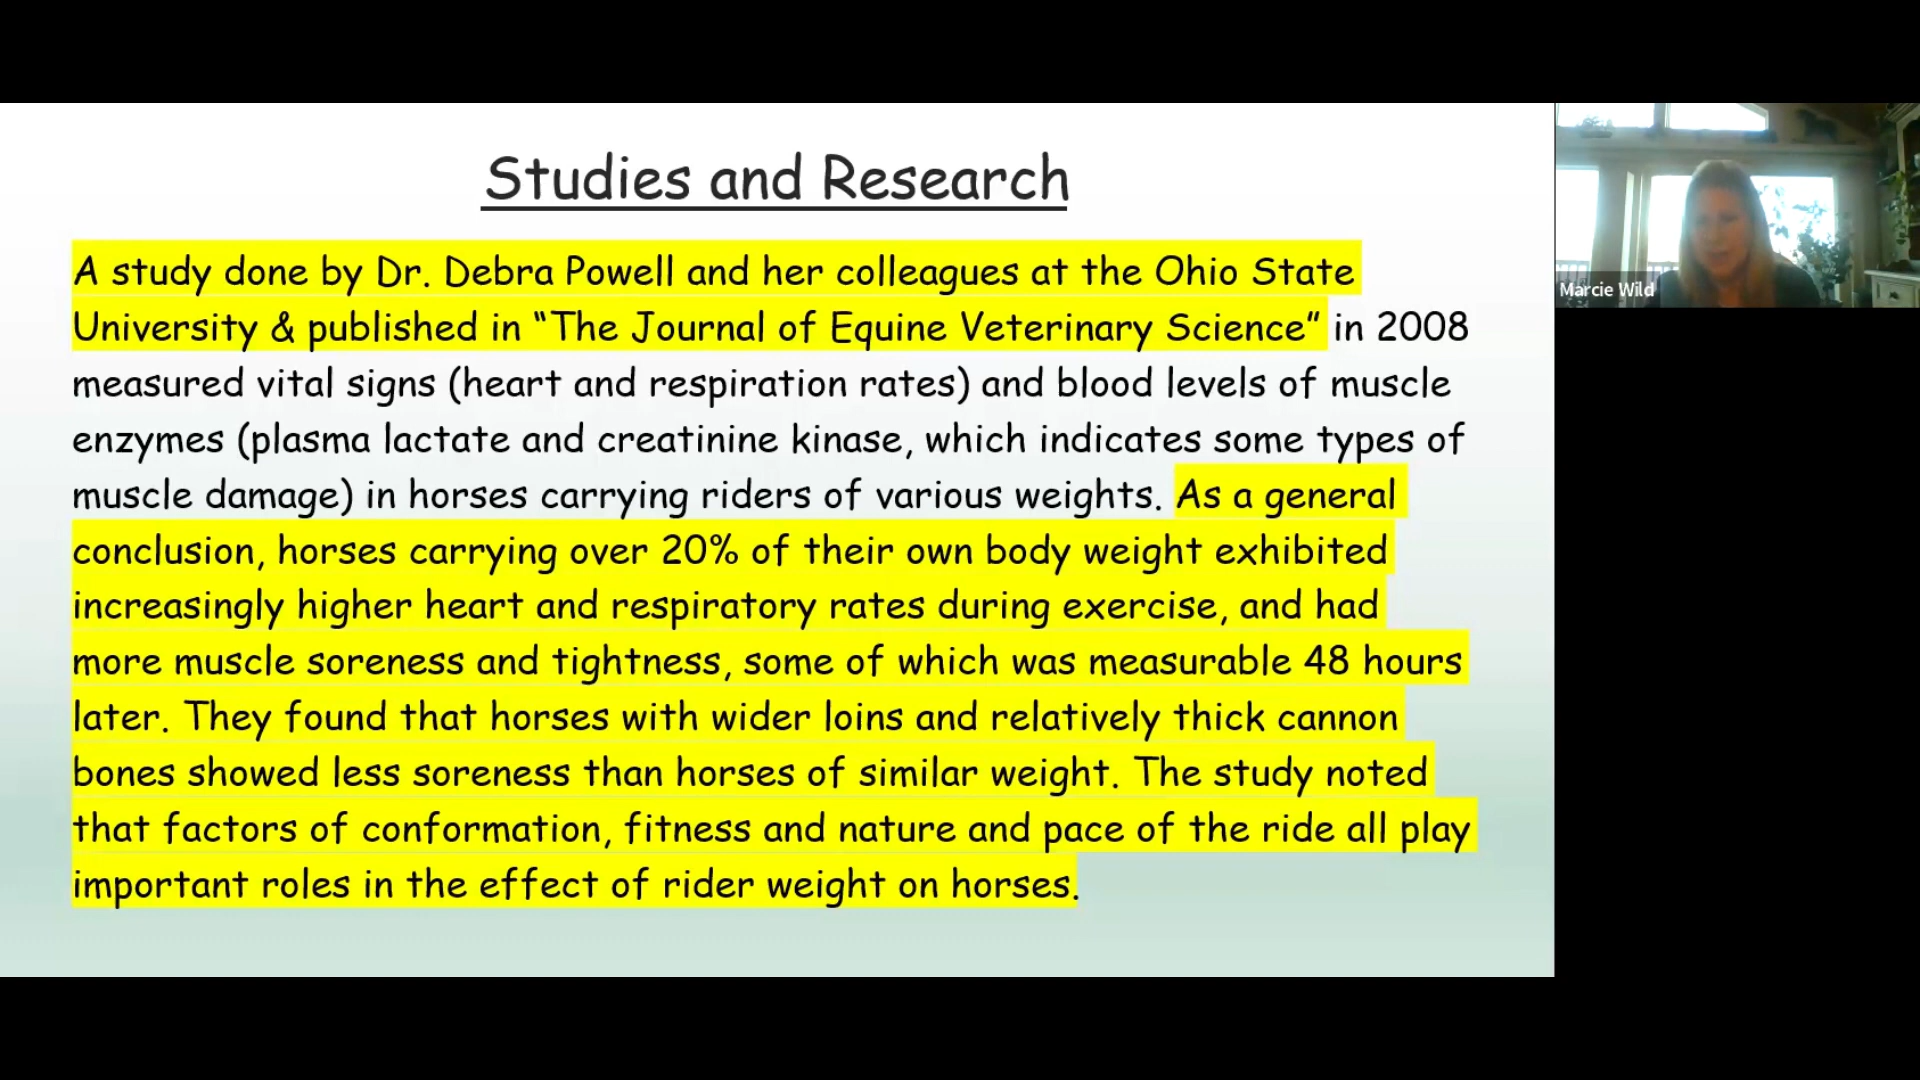 Studies and Research
A study done by Dr. Debra Powell and her colleagues at the Ohio State
University & published in “The Journal of Equine Veterinary Science” in 2008
measured vital signs (heart and respiration rates) and blood levels of muscle
enzymes (plasma lactate and creatinine kinase, which indicates some types of
muscle damage) in horses carrying riders of various weights. As a general
conclusion, horses carrying over 20% of their own body weight exhibited
increasingly higher heart and respiratory rates during exercise, and had
more muscle soreness and tightness, some of which was measurable 48 hours
later. They found that horses with wider loins and relatively thick cannon
bones showed less soreness than horses of similar weight. The study noted
that factors of conformation, fitness and nature and pace of the ride all play
important roles in the effect of rider weight on horses.
Marcie Wild